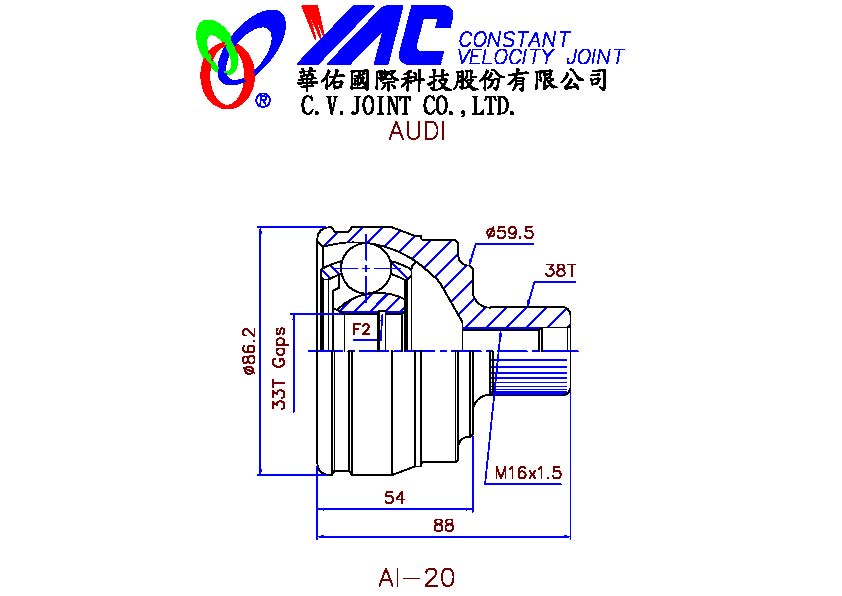 YAC CONSTANT
VELOCITY JOINT
®
華佑國際科技股份有限公司
C.V.JOINT CO.,LTD.
AUDI
ø59.5
38T
F2
ø86.2
33T Gaps
M16x1.5
54
88
AI-20